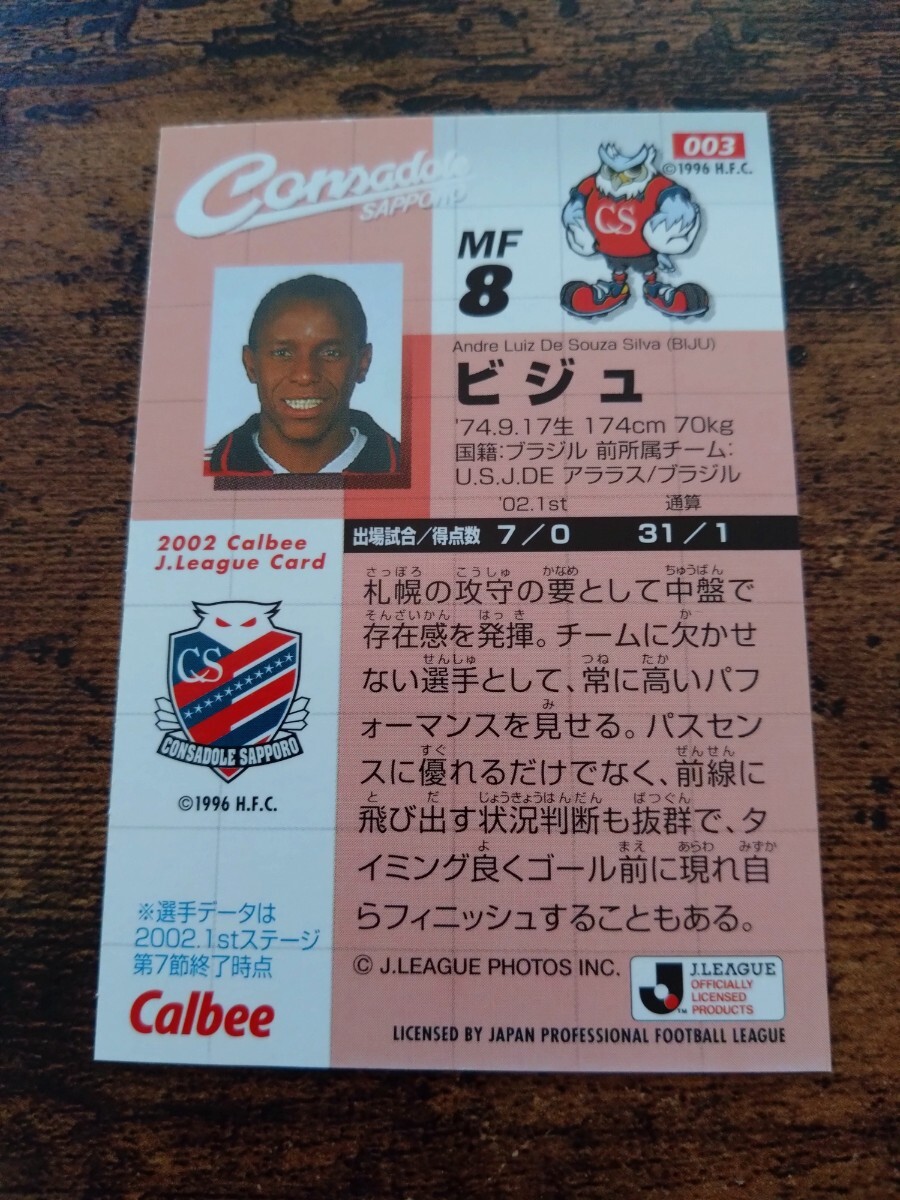 Consadole
SAPPORO
003
©1996 H.F.C.
CS
MF
8
Andre Luiz De Souza Silva (BIJU)
ビジュ
'74.9.17生 174cm 70kg
国籍:ブラジル 前所属チーム:
U.S.J.DE アララス/ブラジル
'02.1st 通算
出場試合/得点数 7/0 31/1
2002 Calbee
J.League Card
CS
CONSADOLE SAPPORO
©1996 H.F.C.
さっぽろ こうしゅ かなめ ちゅうばん
札幌の攻守の要として中盤で
そんざいかん はっき か
存在感を発揮。チームに欠かせ
せんしゅ つね たか
ない選手として、常に高いパフ
み
ォーマンスを見せる。パスセン
すぐ ぜんせん
スに優れるだけでなく、前線に
と だ じょうきょうはんだん ばつぐん
飛び出す状況判断も抜群で、タ
よ まえ あらわ みずか
イミング良くゴール前に現れ自
らフィニッシュすることもある。
※選手データは
2002.1stステージ
第7節終了時点
Calbee
© J.LEAGUE PHOTOS INC.
J.LEAGUE
OFFICIALLY
LICENSED
PRODUCTS
TM
LICENSED BY JAPAN PROFESSIONAL FOOTBALL LEAGUE